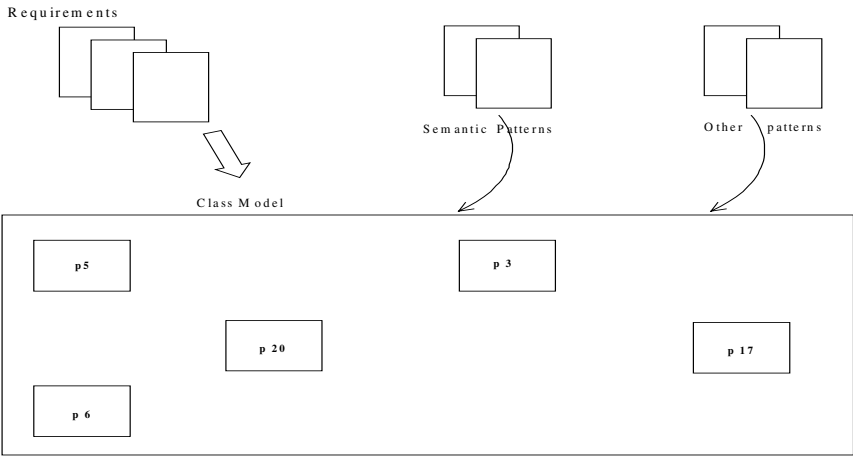 Requirements
Semantic Patterns
Other patterns
Class Model
p5
p 3
p 20
p 17
p 6